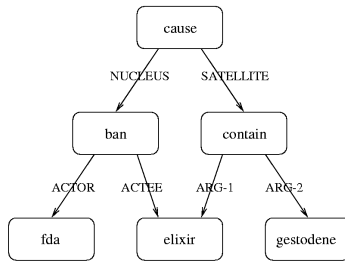 cause
NUCLEUS SATELLITE
ban contain
ACTOR ACTEE ARG-1 ARG-2
fda elixir gestodene